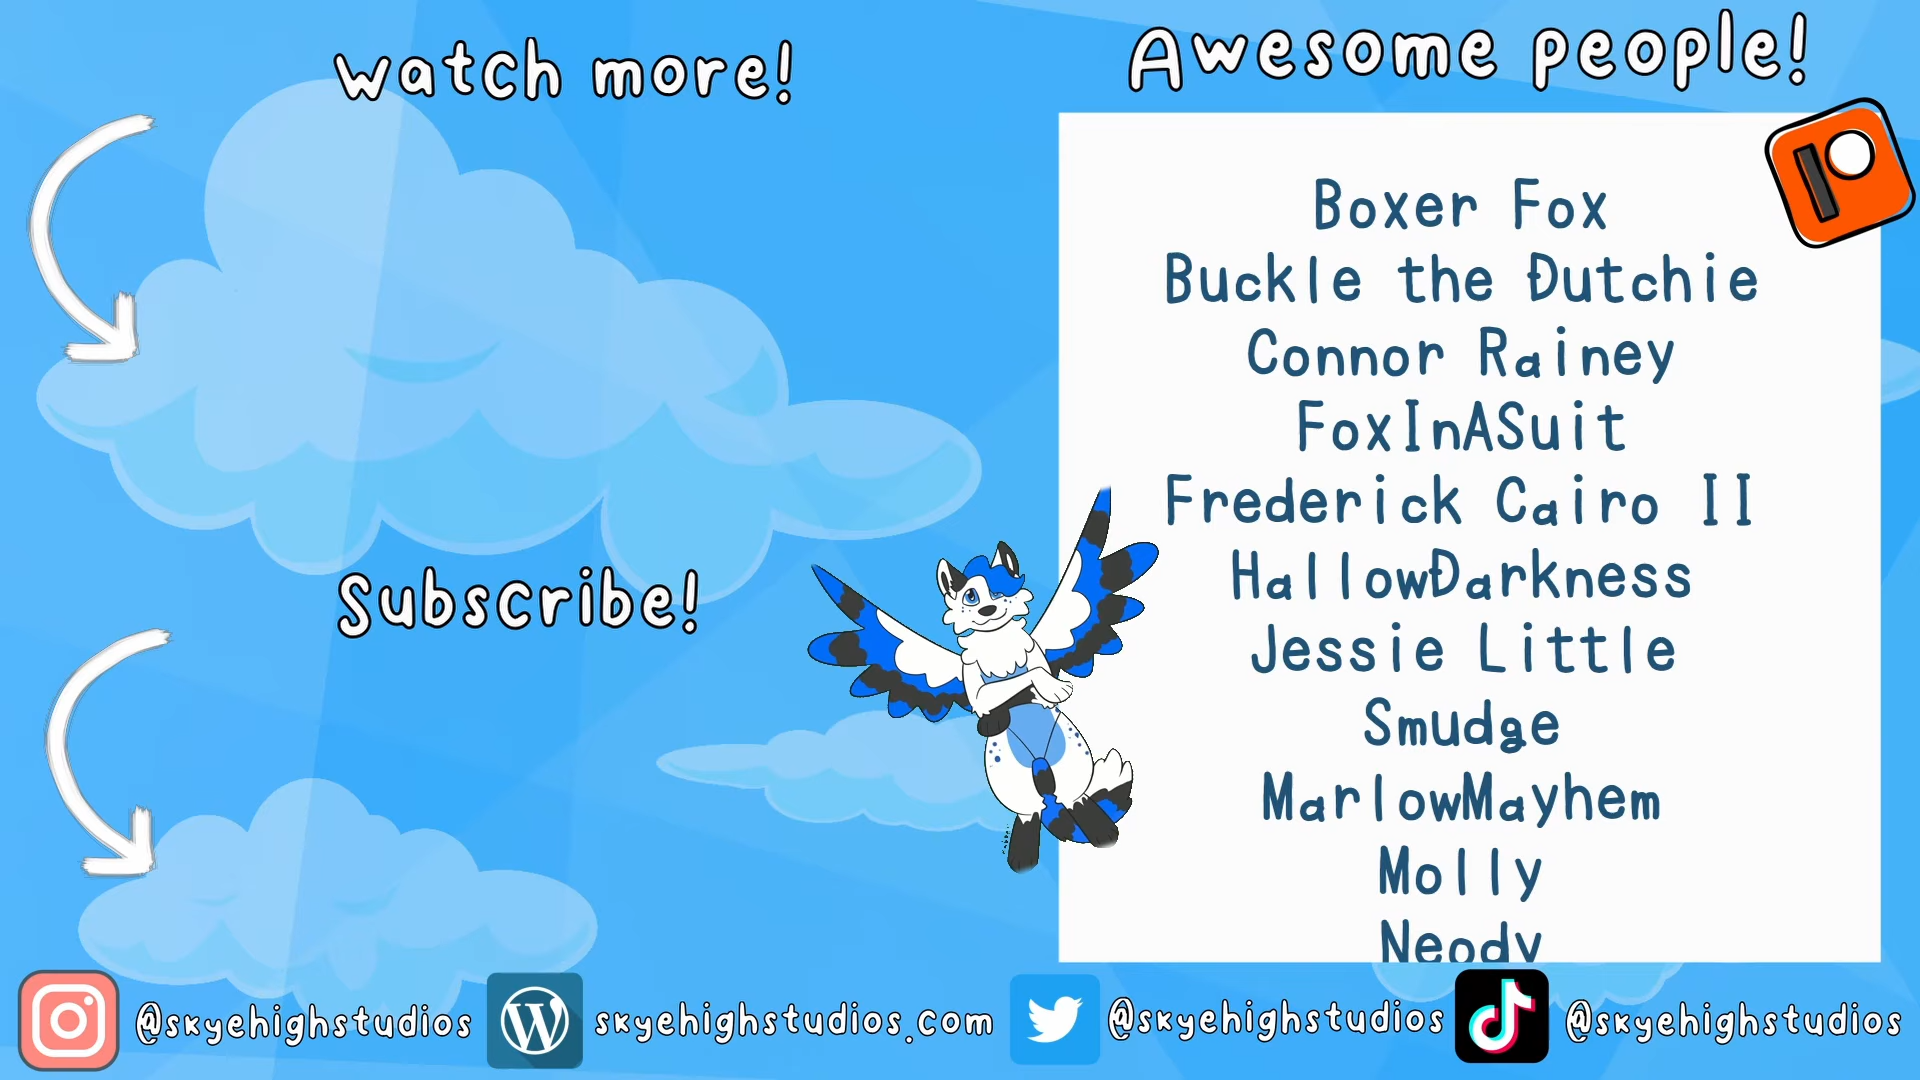 Watch more!
Awesome people!
Boxer Fox
Buckle the Dutchie
Connor Rainey
FoxInASuit
Frederick Cairo II
HallowDarkness
Jessie Little
Smudge
MarlowMayhem
Molly
Neody
Subscribe!
@skyehighstudios
skyehighstudios.com
@skyehighstudios
@skyehighstudios